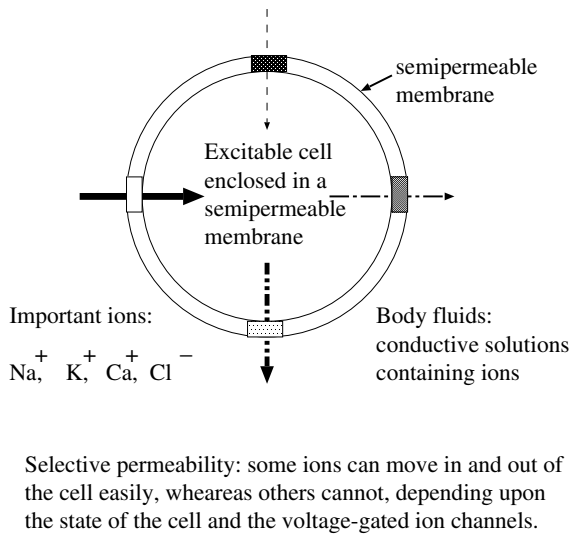 semipermeable
membrane
Excitable cell
enclosed in a
semipermeable
membrane
Important ions:
Na⁺, K⁺, Ca⁺, Cl⁻
Body fluids:
conductive solutions
containing ions
Selective permeability: some ions can move in and out of
the cell easily, wheareas others cannot, depending upon
the state of the cell and the voltage-gated ion channels.